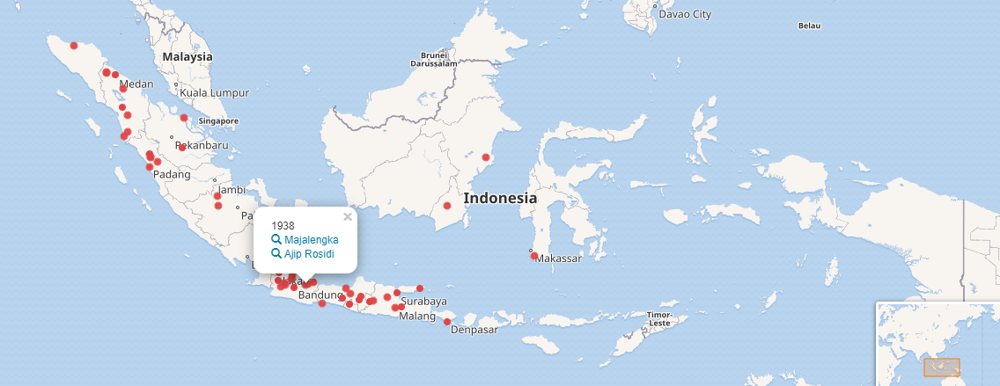 Davao City
Belau
Malaysia
Brunei
Darussalam
Medan
Kuala Lumpur
Singapore
Pekanbaru
Padang
Jambi
Indonesia
1938
×
Majalengka
Ajip Rosidi
Makassar
Bandung
Surabaya
Malang
Denpasar
Timor-
Leste